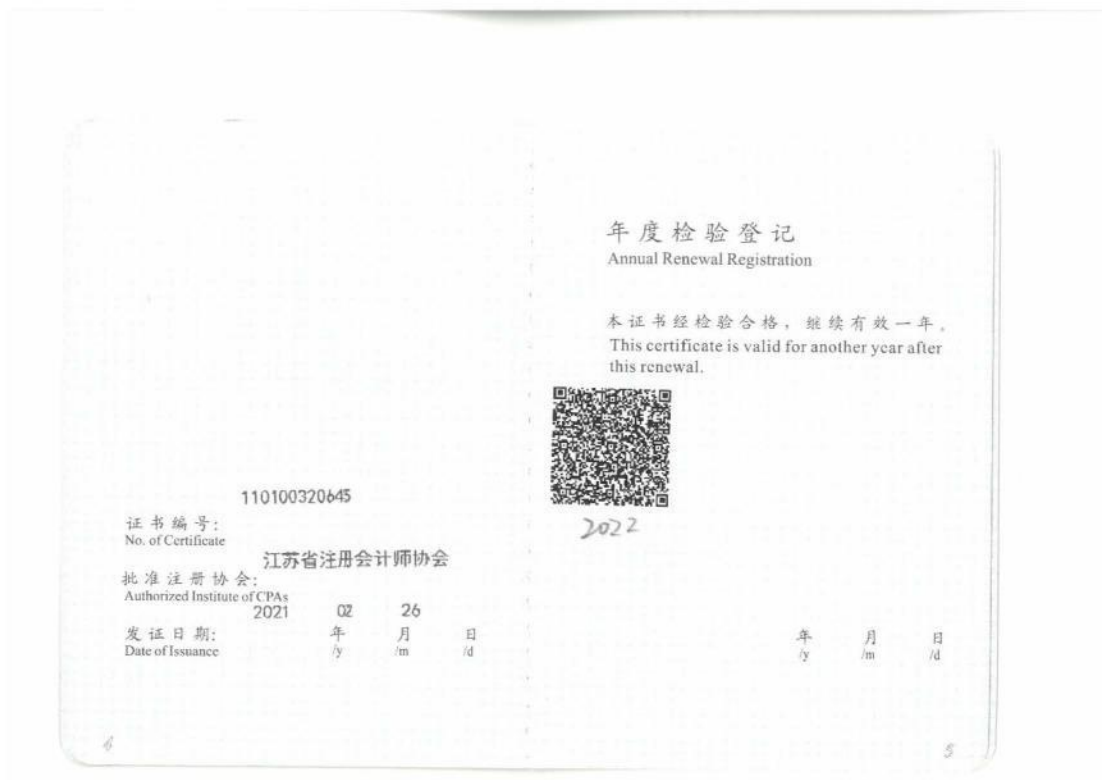 110100320645
证书编号:
No. of Certificate
江苏省注册会计师协会
批准注册协会:
Authorized Institute of CPAs
2021 02 26
发证日期: 年 月 日
Date of Issuance /y /m /d
4
年度检验登记
Annual Renewal Registration
本证书经检验合格，继续有效一年。
This certificate is valid for another year after
this renewal.
2022
年 月 日
/y /m /d
5